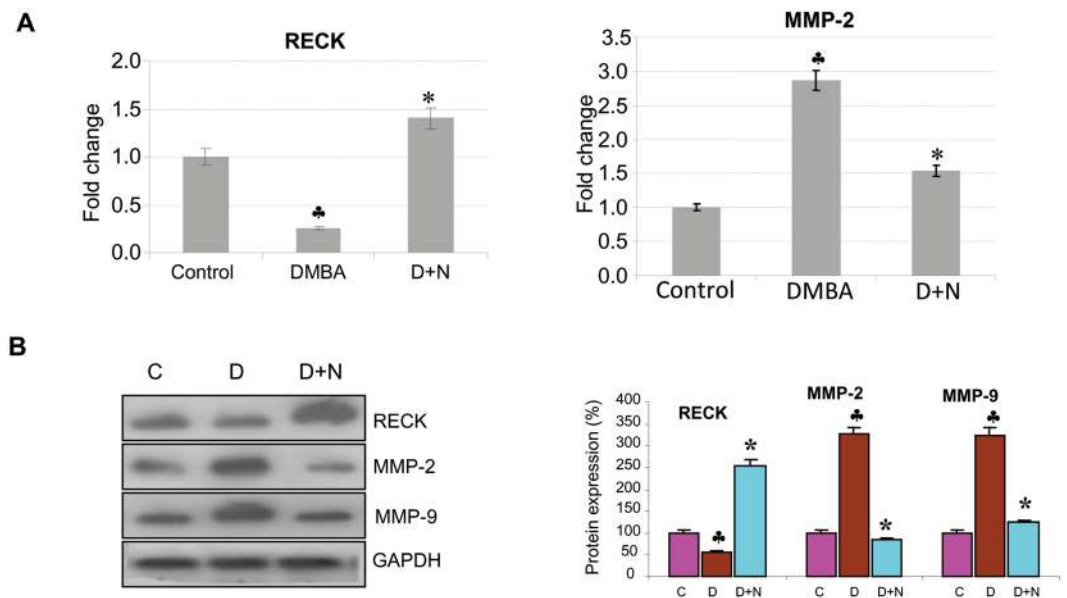 A
RECK
Fold change
2.0
1.5
1.0
0.5
0.0
♣
*
Control DMBA D+N
MMP-2
Fold change
3.5
3.0
2.5
2.0
1.5
1.0
0.5
0.0
♣
*
Control DMBA D+N
B
C D D+N
RECK
MMP-2
MMP-9
GAPDH
Protein expression (%)
400
350
300
250
200
150
100
50
0
RECK
MMP-2
MMP-9
♣ * ♣ * ♣ *
C D D+N C D D+N C D D+N